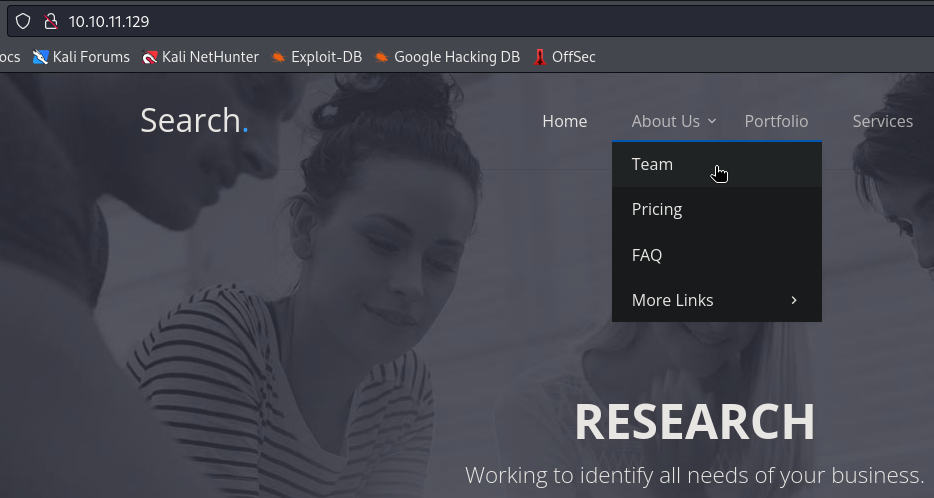 10.10.11.129
ocs Kali Forums Kali NetHunter Exploit-DB Google Hacking DB OffSec
Search. Home About Us Portfolio Services
Team
Pricing
FAQ
More Links
RESEARCH
Working to identify all needs of your business.